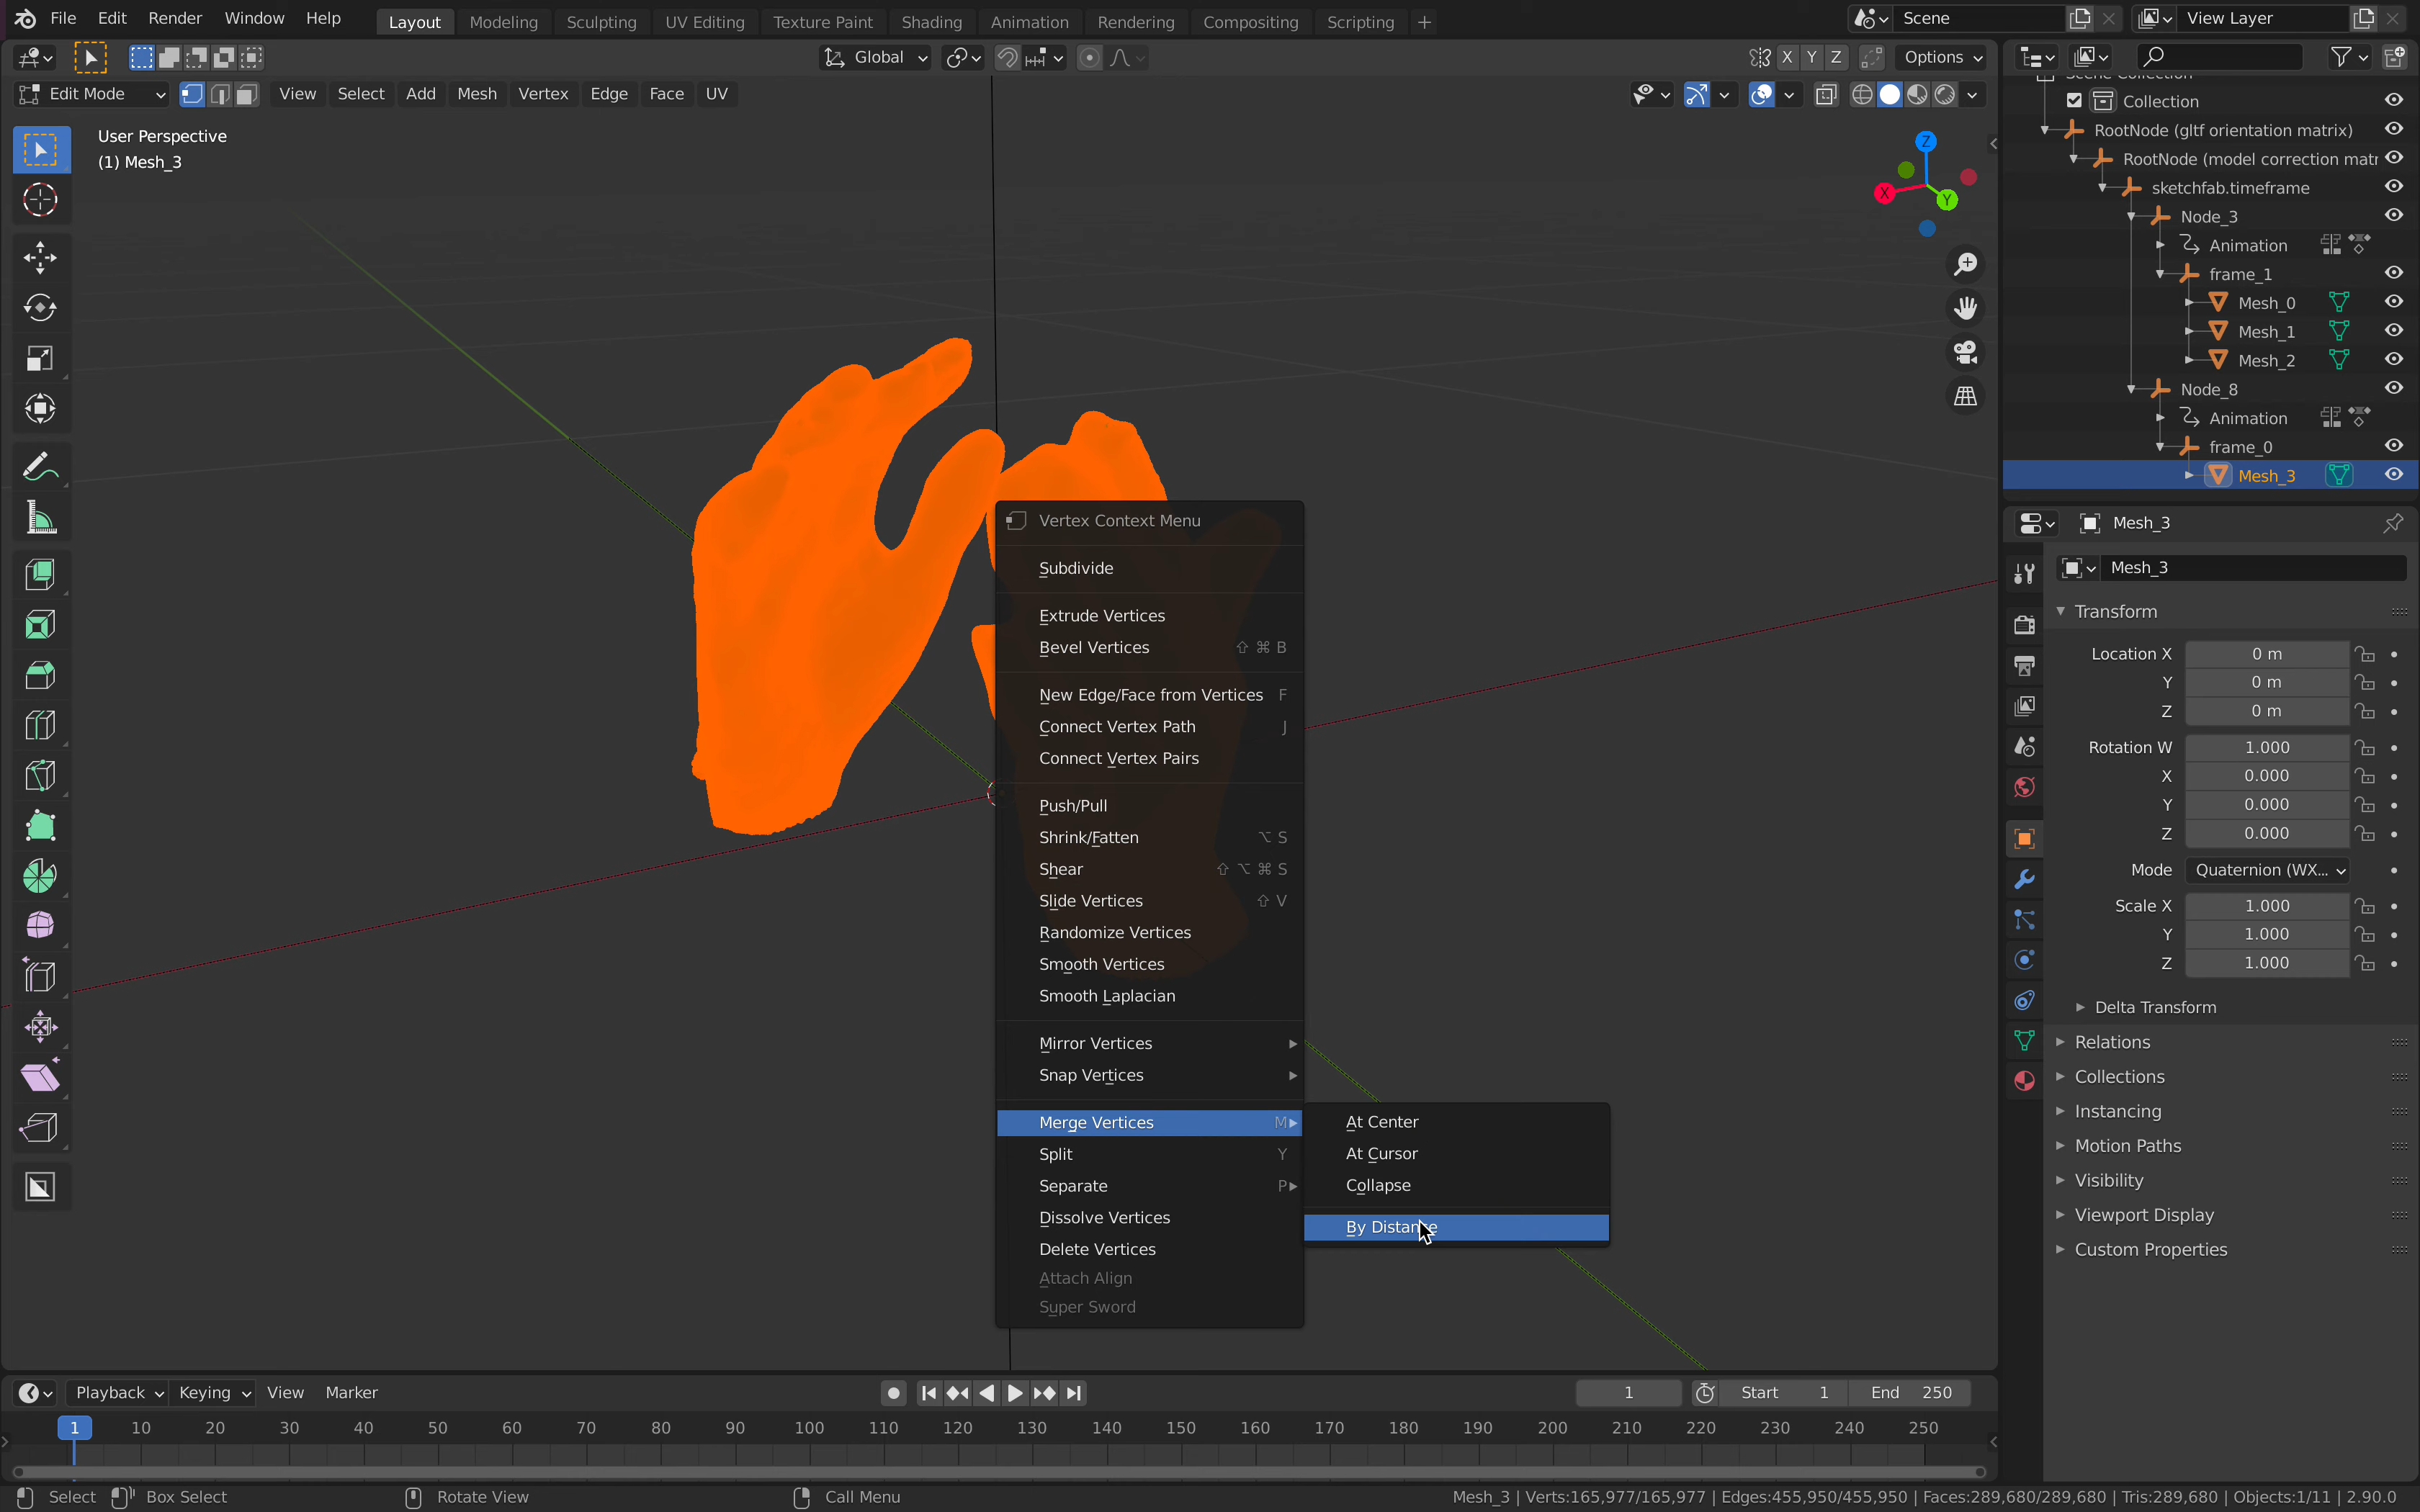 File Edit Render Window Help Layout Modeling Sculpting UV Editing Texture Paint Shading Animation Rendering Compositing Scripting + Scene View Layer
Global X Y Z Options
Edit Mode View Select Add Mesh Vertex Edge Face UV
User Perspective
(1) Mesh_3
Z
X
Y
Collection
RootNode (gltf orientation matrix)
RootNode (model correction matr
sketchfab.timeframe
Node_3
Animation
frame_1
Mesh_0
Mesh_1
Mesh_2
Node_8
Animation
frame_0
Mesh_3
Vertex Context Menu
Subdivide
Extrude Vertices
Bevel Vertices ⇧ ⌘ B
New Edge/Face from Vertices F
Connect Vertex Path J
Connect Vertex Pairs
Push/Pull
Shrink/Fatten ⌥ S
Shear ⇧ ⌥ ⌘ S
Slide Vertices ⇧ V
Randomize Vertices
Smooth Vertices
Smooth Laplacian
Mirror Vertices
Snap Vertices
Merge Vertices M
Split Y
Separate P
Dissolve Vertices
Delete Vertices
Attach Align
Super Sword
At Center
At Cursor
Collapse
By Distance
Mesh_3
Mesh_3
Transform
Location X 0 m
Y 0 m
Z 0 m
Rotation W 1.000
X 0.000
Y 0.000
Z 0.000
Mode Quaternion (WX...
Scale X 1.000
Y 1.000
Z 1.000
Delta Transform
Relations
Collections
Instancing
Motion Paths
Visibility
Viewport Display
Custom Properties
Playback Keying View Marker 1 Start 1 End 250
1 10 20 30 40 50 60 70 80 90 100 110 120 130 140 150 160 170 180 190 200 210 220 230 240 250
Select Box Select Rotate View Call Menu Mesh_3 | Verts:165,977/165,977 | Edges:455,950/455,950 | Faces:289,680/289,680 | Tris:289,680 | Objects:1/11 | 2.90.0